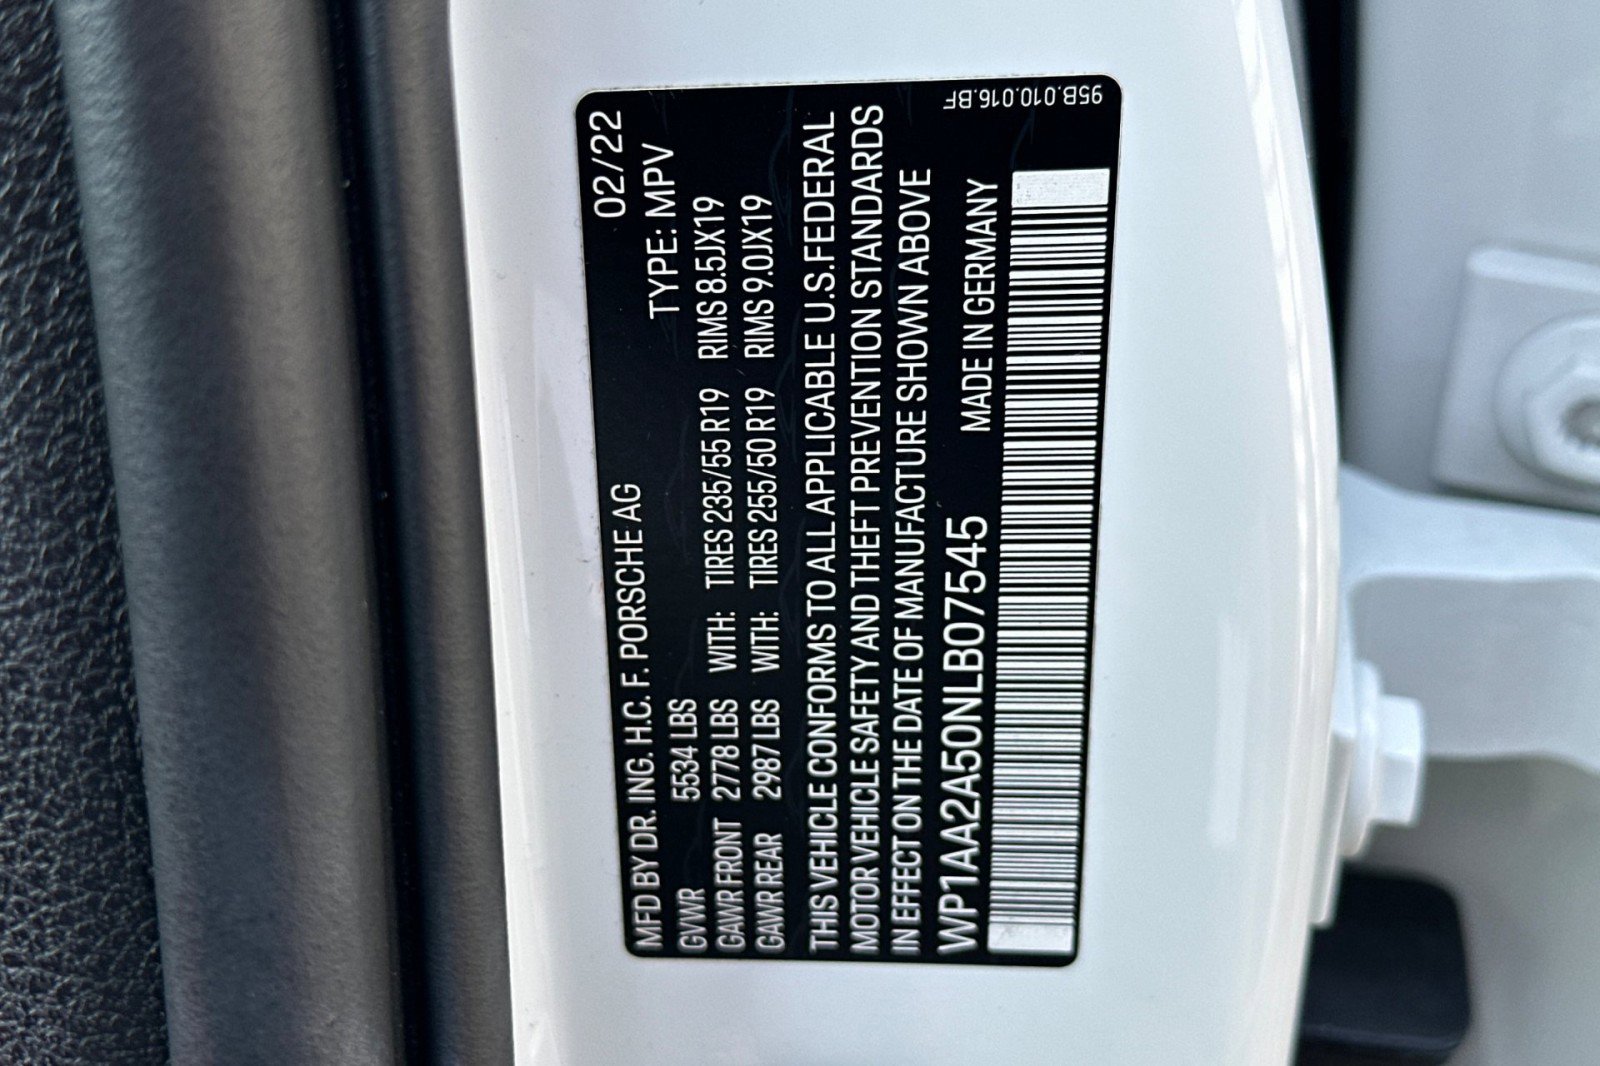 02/22
MFD BY DR. ING. H.C. F. PORSCHE AG TYPE: MPV
GVWR 5534 LBS
GAWR FRONT 2778 LBS WITH: TIRES 235/55 R19 RIMS 8.5JX19
GAWR REAR 2987 LBS WITH: TIRES 255/50 R19 RIMS 9.0JX19
THIS VEHICLE CONFORMS TO ALL APPLICABLE U.S.FEDERAL
MOTOR VEHICLE SAFETY AND THEFT PREVENTION STANDARDS
IN EFFECT ON THE DATE OF MANUFACTURE SHOWN ABOVE
WP1AA2A50NLB07545 MADE IN GERMANY
95B.010.016.BF